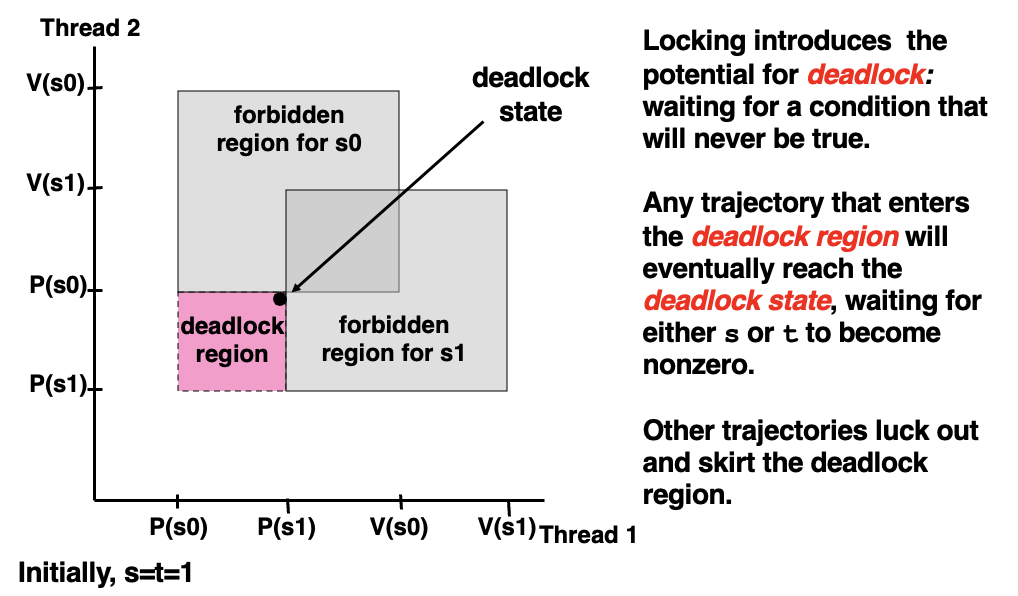 Thread 2
V(s0)
V(s1)
P(s0)
P(s1)
forbidden
region for s0
deadlock
state
deadlock
region
forbidden
region for s1
P(s0)
P(s1)
V(s0)
V(s1)
Thread 1
Initially, s=t=1
Locking introduces the
potential for deadlock:
waiting for a condition that
will never be true.
Any trajectory that enters
the deadlock region will
eventually reach the
deadlock state, waiting for
either s or t to become
nonzero.
Other trajectories luck out
and skirt the deadlock
region.